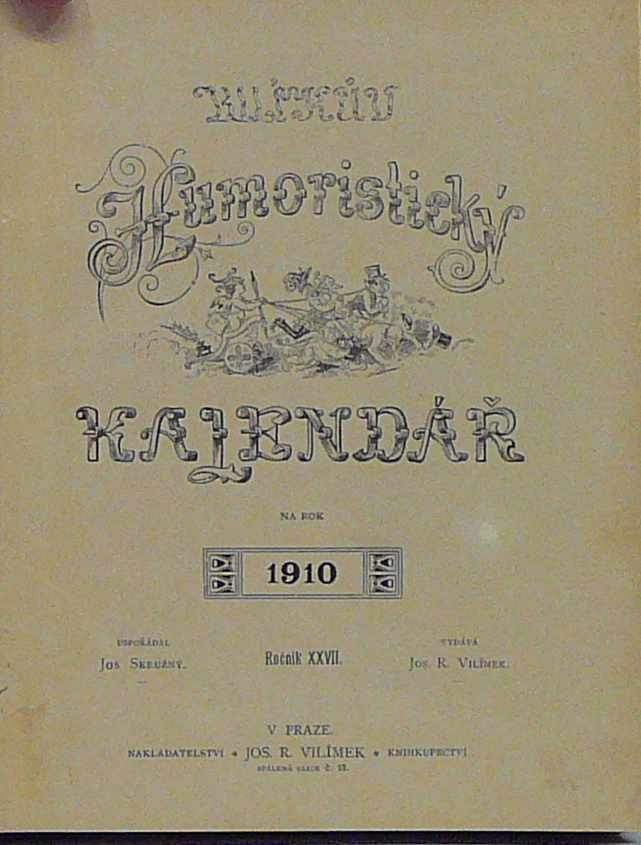 Humoristický
KALENDÁŘ
NA ROK
1910
USPOŘÁDAL
JOS. SKRUŽNÝ.
Ročník XXVII.
VYDÁVÁ
JOS. R. VILÍMEK.
V PRAZE.
NAKLADATELSTVÍ * JOS. R. VILÍMEK * KNIHKUPECTVÍ
SPÁLENÁ ULICE Č. 13.